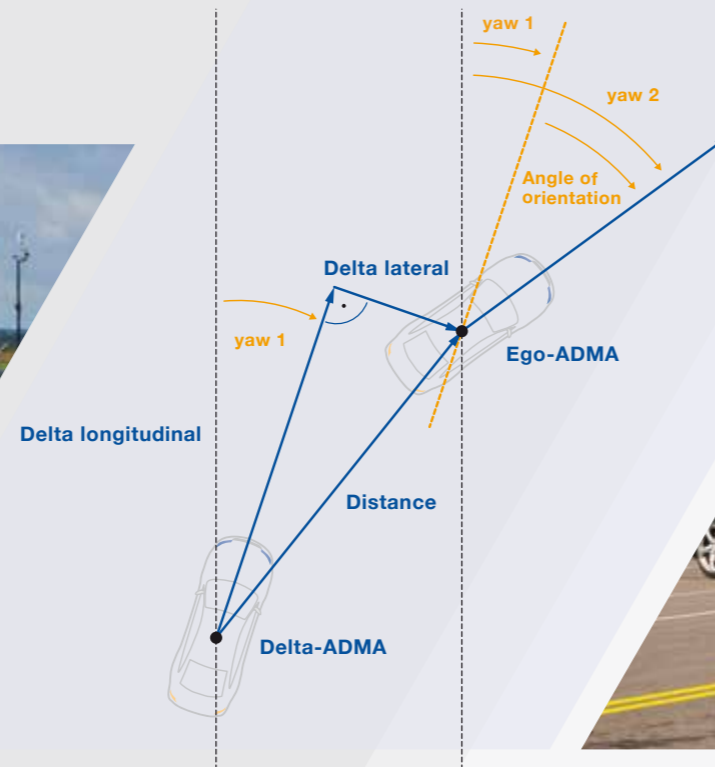 yaw 1
yaw 2
Angle of
orientation
Delta lateral
yaw 1
Ego-ADMA
Delta longitudinal
Distance
Delta-ADMA